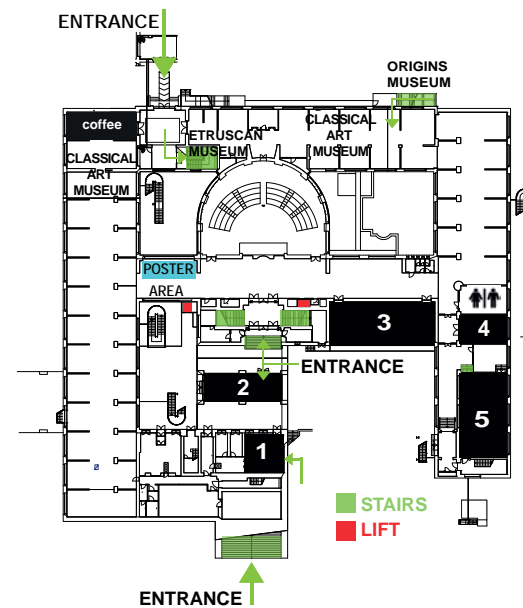 ENTRANCE
ORIGINS
MUSEUM
coffee
ETRUSCAN
MUSEUM
CLASSICAL
ART
MUSEUM
CLASSICAL
ART
MUSEUM
POSTER
AREA
3
4
ENTRANCE
2
5
1
STAIRS
LIFT
ENTRANCE